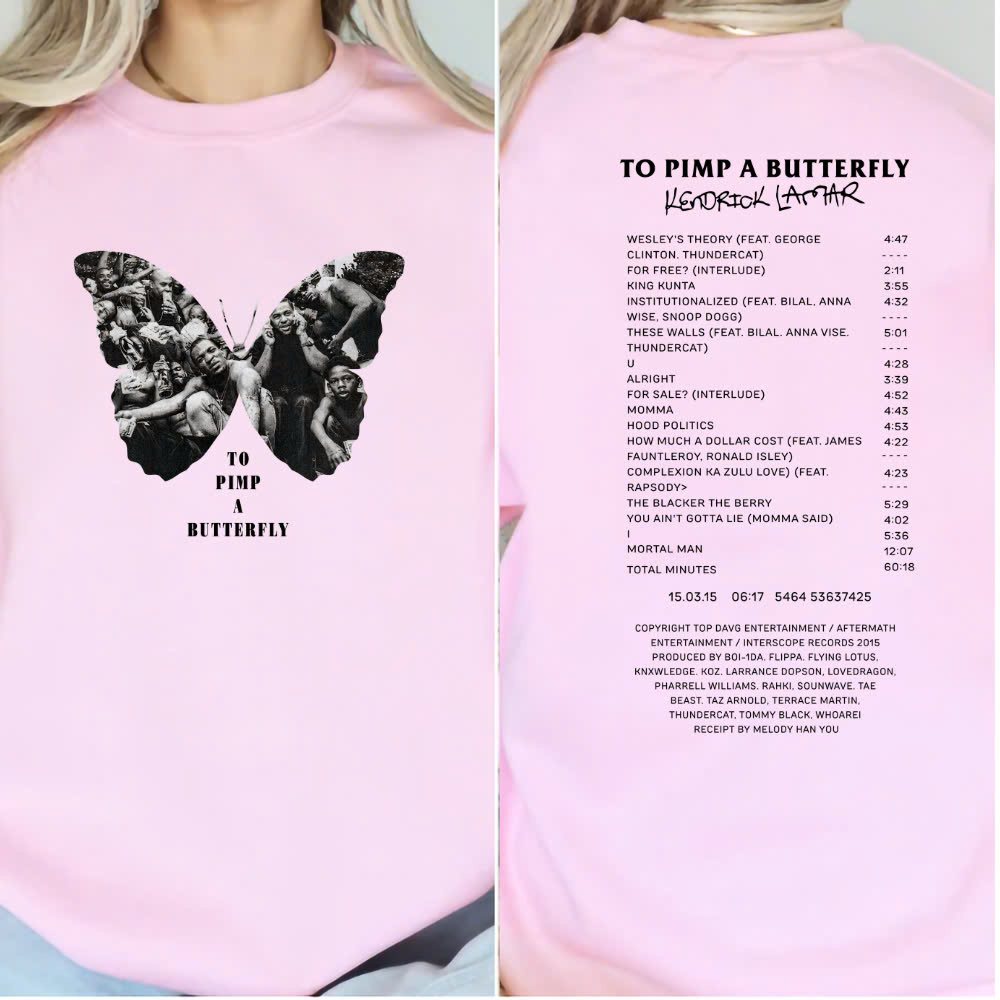 TO
PIMP
A
BUTTERFLY
TO PIMP A BUTTERFLY
KENDRICK LAMAR
WESLEY'S THEORY (FEAT. GEORGE 4:47
CLINTON. THUNDERCAT) ----
FOR FREE? (INTERLUDE) 2:11
KING KUNTA 3:55
INSTITUTIONALIZED (FEAT. BILAL, ANNA 4:32
WISE, SNOOP DOGG) ----
THESE WALLS (FEAT. BILAL. ANNA VISE. 5:01
THUNDERCAT) ----
U 4:28
ALRIGHT 3:39
FOR SALE? (INTERLUDE) 4:52
MOMMA 4:43
HOOD POLITICS 4:53
HOW MUCH A DOLLAR COST (FEAT. JAMES 4:22
FAUNTLEROY, RONALD ISLEY) ----
COMPLEXION KA ZULU LOVE) (FEAT. 4:23
RAPSODY> ----
THE BLACKER THE BERRY 5:29
YOU AIN'T GOTTA LIE (MOMMA SAID) 4:02
I 5:36
MORTAL MAN 12:07
TOTAL MINUTES 60:18
15.03.15 06:17 5464 53637425
COPYRIGHT TOP DAVG ENTERTAINMENT / AFTERMATH
ENTERTAINMENT / INTERSCOPE RECORDS 2015
PRODUCED BY BOI-1DA. FLIPPA. FLYING LOTUS,
KNXWLEDGE. KOZ. LARRANCE DOPSON, LOVEDRAGON,
PHARRELL WILLIAMS. RAHKI, SOUNWAVE. TAE
BEAST. TAZ ARNOLD, TERRACE MARTIN,
THUNDERCAT, TOMMY BLACK, WHOAREI
RECEIPT BY MELODY HAN YOU